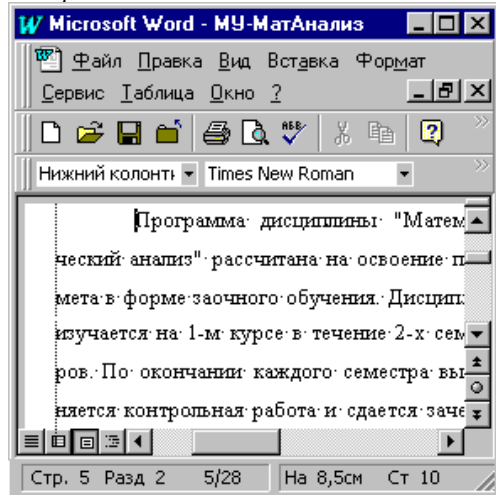 Microsoft Word - МУ-МатАнализ
Файл Правка Вид Вставка Формат
Сервис Таблица Окно ?
Нижний колонти Times New Roman
Программа дисциплины "Матем
ческий анализ" рассчитана на освоение п
мета в форме заочного обучения. Дисцип
изучается на 1-м курсе в течение 2-х сем
ров. По окончании каждого семестра вы
няется контрольная работа и сдается заче
Стр. 5 Разд 2 5/28 На 8,5см Ст 10